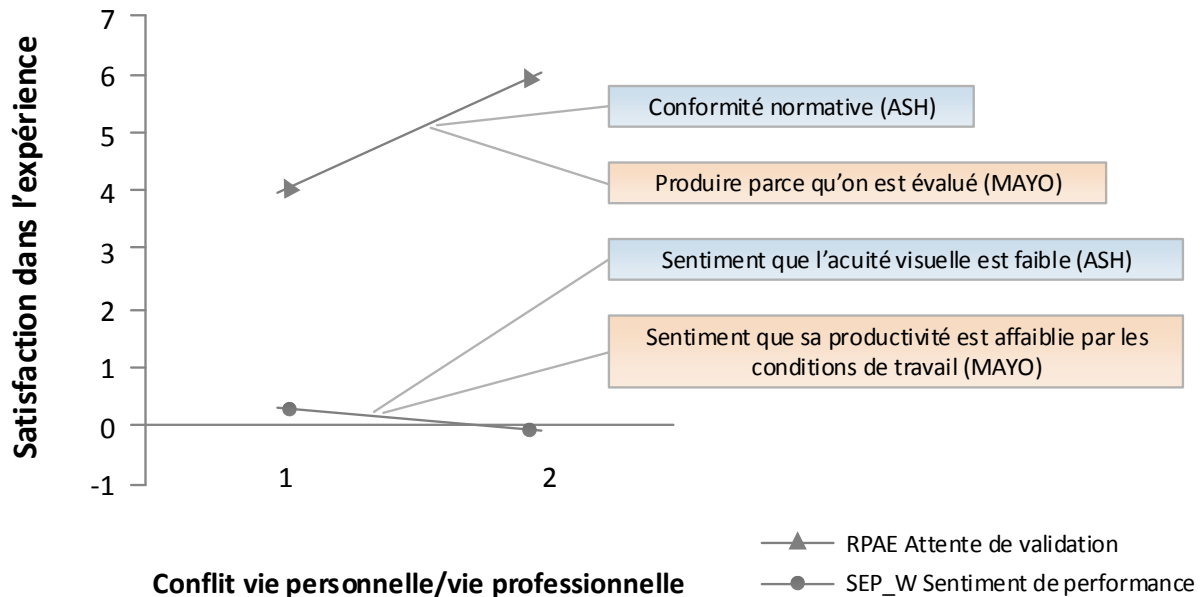 Satisfaction dans l'expérience
7
6
5
4
3
2
1
0
-1
1
2
Conformité normative (ASH)
Produire parce qu'on est évalué (MAYO)
Sentiment que l'acuité visuelle est faible (ASH)
Sentiment que sa productivité est affaiblie par les
conditions de travail (MAYO)
Conflit vie personnelle/vie professionnelle
RPAE Attente de validation
SEP_W Sentiment de performance